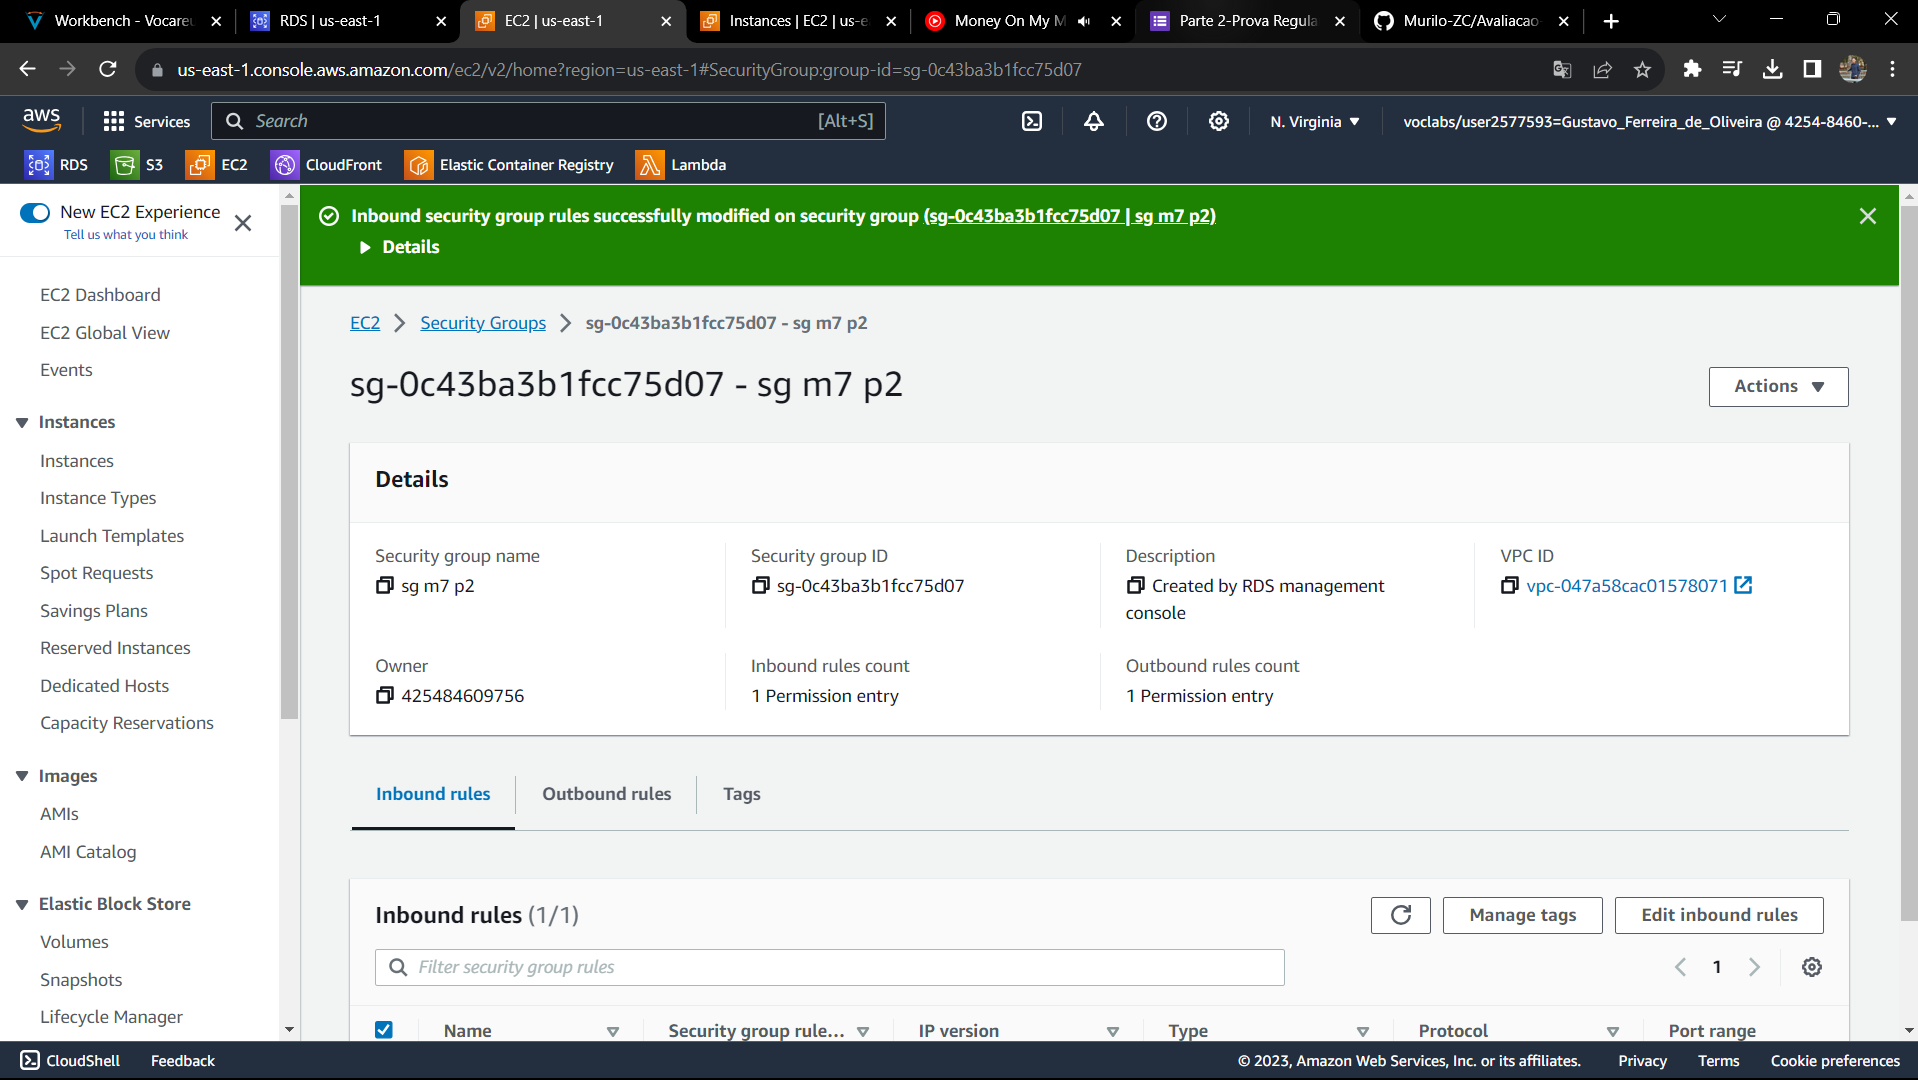 Workbench - Vocareu
RDS | us-east-1
EC2 | us-east-1
Instances | EC2 | us-e
Money On My M
Parte 2-Prova Regula
Murilo-ZC/Avaliacao
us-east-1.console.aws.amazon.com/ec2/v2/home?region=us-east-1#SecurityGroup:group-id=sg-0c43ba3b1fcc75d07
aws
Services
Search
[Alt+S]
N. Virginia
voclabs/user2577593=Gustavo_Ferreira_de_Oliveira @ 4254-8460-...
RDS
S3
EC2
CloudFront
Elastic Container Registry
Lambda
New EC2 Experience
Tell us what you think
EC2 Dashboard
EC2 Global View
Events
Instances
Instances
Instance Types
Launch Templates
Spot Requests
Savings Plans
Reserved Instances
Dedicated Hosts
Capacity Reservations
Images
AMIs
AMI Catalog
Elastic Block Store
Volumes
Snapshots
Lifecycle Manager
Inbound security group rules successfully modified on security group (sg-0c43ba3b1fcc75d07 | sg m7 p2)
Details
EC2
Security Groups
sg-0c43ba3b1fcc75d07 - sg m7 p2
sg-0c43ba3b1fcc75d07 - sg m7 p2
Actions
Details
Security group name
sg m7 p2
Security group ID
sg-0c43ba3b1fcc75d07
Description
Created by RDS management
console
VPC ID
vpc-047a58cac01578071
Owner
425484609756
Inbound rules count
1 Permission entry
Outbound rules count
1 Permission entry
Inbound rules
Outbound rules
Tags
Inbound rules (1/1)
Manage tags
Edit inbound rules
Filter security group rules
1
Name
Security group rule...
IP version
Type
Protocol
Port range
CloudShell
Feedback
© 2023, Amazon Web Services, Inc. or its affiliates.
Privacy
Terms
Cookie preferences